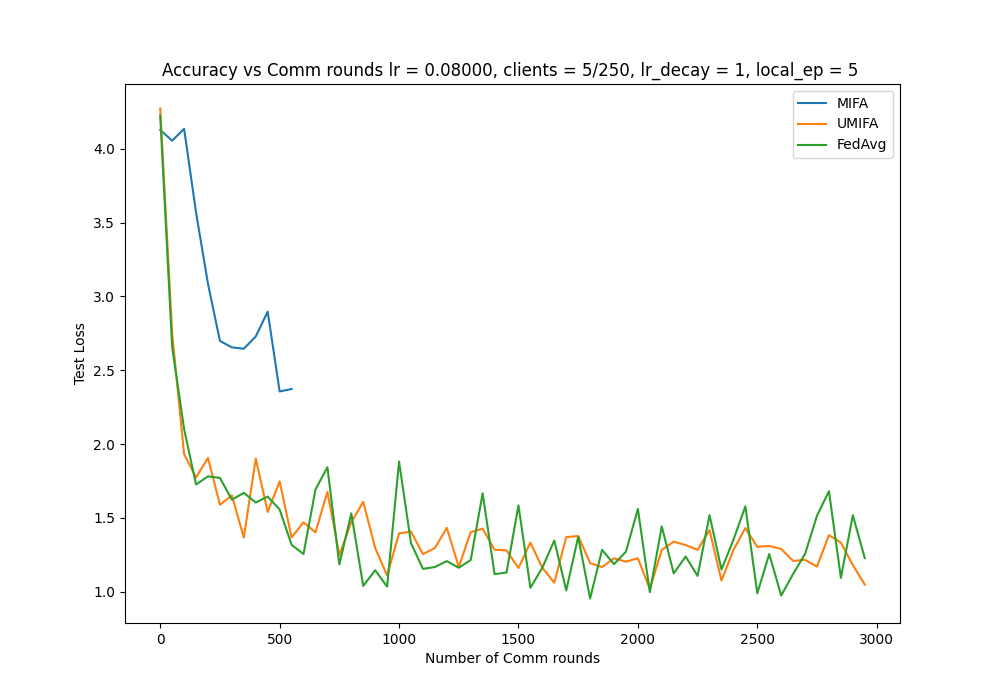 Accuracy vs Comm rounds lr = 0.08000, clients = 5/250, lr_decay = 1, local_ep = 5
MIFA
UMIFA
FedAvg
4.0
3.5
3.0
2.5
2.0
1.5
1.0
Test Loss
0 500 1000 1500 2000 2500 3000
Number of Comm rounds